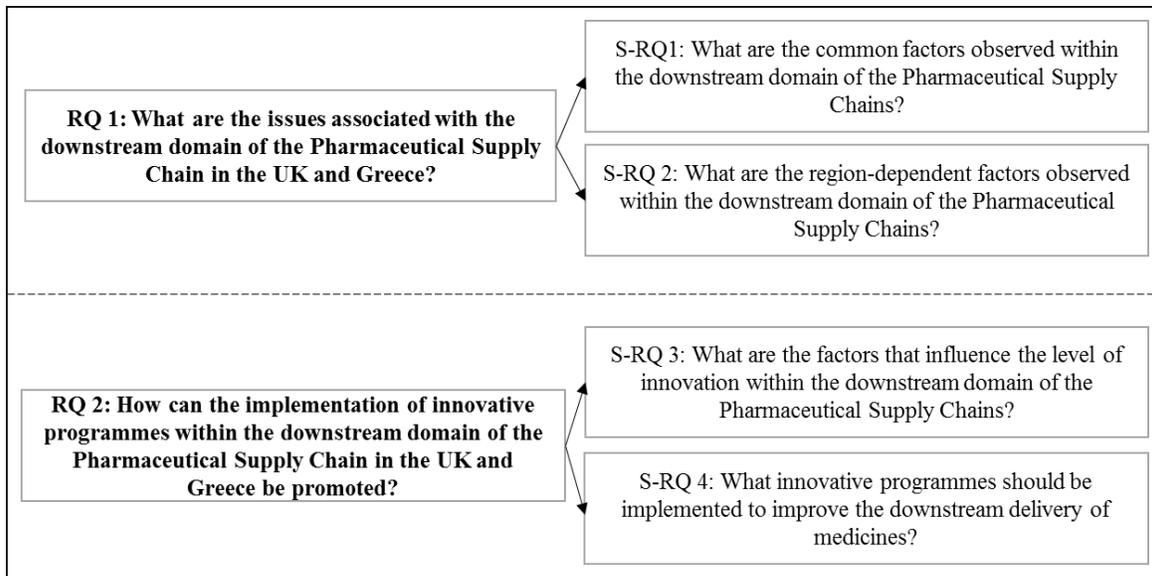 RQ 1: What are the issues associated with the
downstream domain of the Pharmaceutical Supply
Chain in the UK and Greece?
S-RQ1: What are the common factors observed within
the downstream domain of the Pharmaceutical Supply
Chains?
S-RQ 2: What are the region-dependent factors observed
within the downstream domain of the Pharmaceutical
Supply Chains?
RQ 2: How can the implementation of innovative
programmes within the downstream domain of the
Pharmaceutical Supply Chain in the UK and
Greece be promoted?
S-RQ 3: What are the factors that influence the level of
innovation within the downstream domain of the
Pharmaceutical Supply Chains?
S-RQ 4: What innovative programmes should be
implemented to improve the downstream delivery of
medicines?